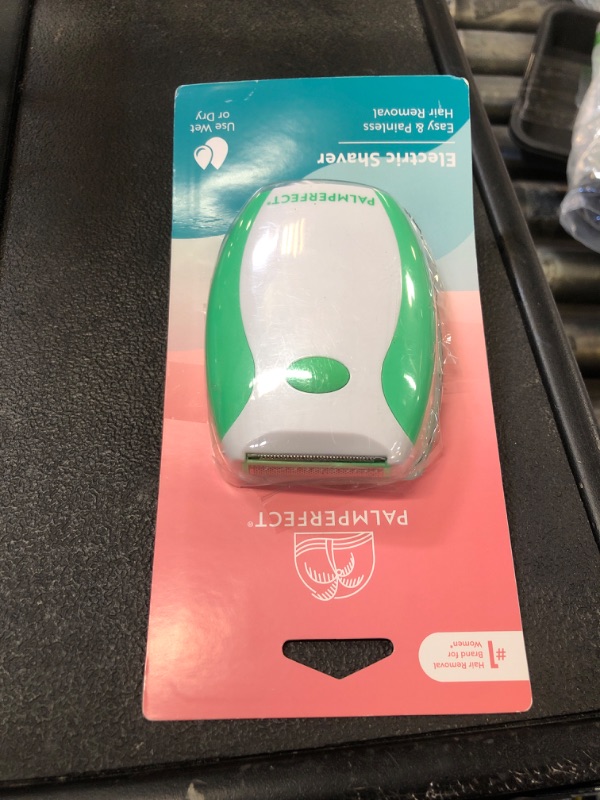 #1
Hair Removal
Brand for
Women*
PALMPERFECT®
PALMPERFECT®
Electric Shaver
Easy & Painless
Hair Removal
Use Wet
or Dry